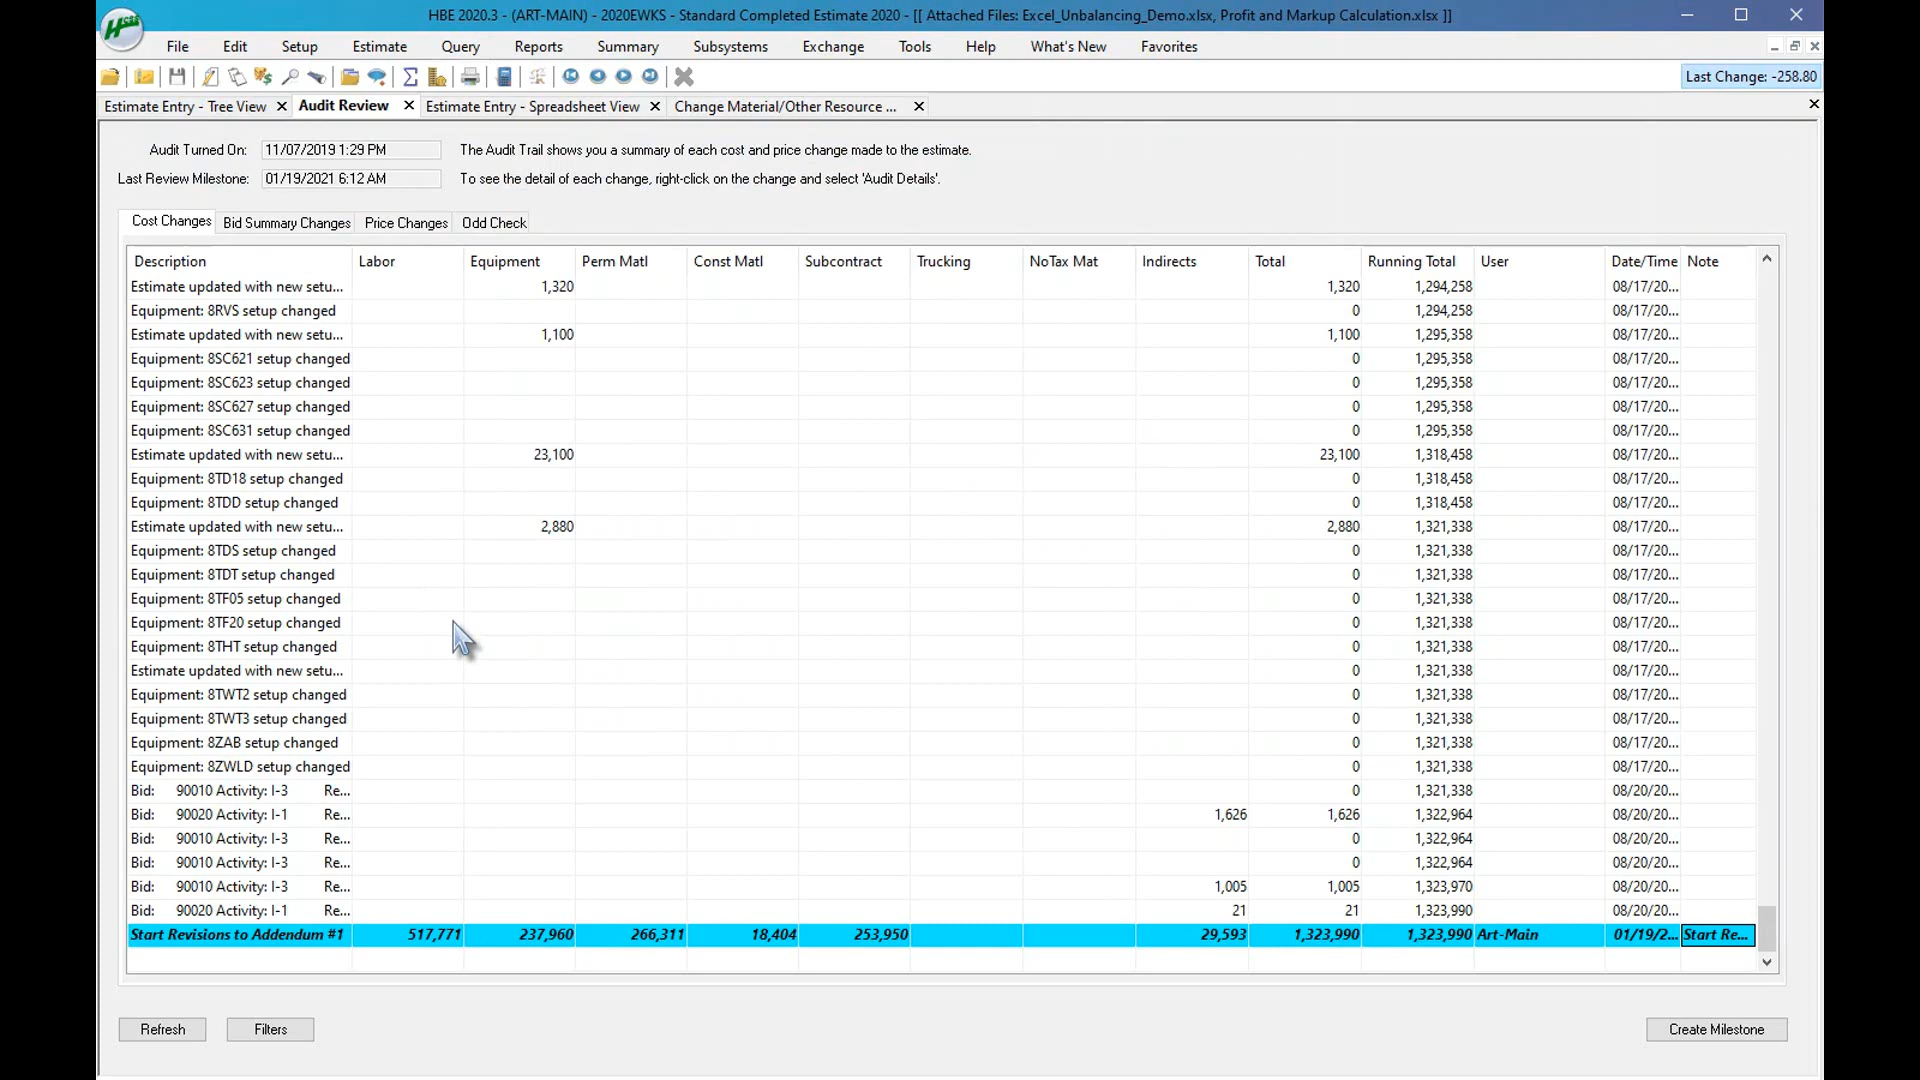 HBE 2020.3 - (ART-MAIN) - 2020EWKS - Standard Completed Estimate 2020 - [[ Attached Files: Excel_Unbalancing_Demo.xlsx, Profit and Markup Calculation.xlsx ]]
File Edit Setup Estimate Query Reports Summary Subsystems Exchange Tools Help What's New Favorites
Last Change: -258.80
Estimate Entry - Tree View Audit Review Estimate Entry - Spreadsheet View Change Material/Other Resource ...
Audit Turned On: 11/07/2019 1:29 PM The Audit Trail shows you a summary of each cost and price change made to the estimate.
Last Review Milestone: 01/19/2021 6:12 AM To see the detail of each change, right-click on the change and select 'Audit Details'.
Cost Changes Bid Summary Changes Price Changes Odd Check
Description Labor Equipment Perm Matl Const Matl Subcontract Trucking NoTax Mat Indirects Total Running Total User Date/Time Note
Estimate updated with new setu... 1,320 1,320 1,294,258 08/17/20...
Equipment: 8RVS setup changed 0 1,294,258 08/17/20...
Estimate updated with new setu... 1,100 1,100 1,295,358 08/17/20...
Equipment: 8SC621 setup changed 0 1,295,358 08/17/20...
Equipment: 8SC623 setup changed 0 1,295,358 08/17/20...
Equipment: 8SC627 setup changed 0 1,295,358 08/17/20...
Equipment: 8SC631 setup changed 0 1,295,358 08/17/20...
Estimate updated with new setu... 23,100 23,100 1,318,458 08/17/20...
Equipment: 8TD18 setup changed 0 1,318,458 08/17/20...
Equipment: 8TDD setup changed 0 1,318,458 08/17/20...
Estimate updated with new setu... 2,880 2,880 1,321,338 08/17/20...
Equipment: 8TDS setup changed 0 1,321,338 08/17/20...
Equipment: 8TDT setup changed 0 1,321,338 08/17/20...
Equipment: 8TF05 setup changed 0 1,321,338 08/17/20...
Equipment: 8TF20 setup changed 0 1,321,338 08/17/20...
Equipment: 8THT setup changed 0 1,321,338 08/17/20...
Estimate updated with new setu... 0 1,321,338 08/17/20...
Equipment: 8TWT2 setup changed 0 1,321,338 08/17/20...
Equipment: 8TWT3 setup changed 0 1,321,338 08/17/20...
Equipment: 8ZAB setup changed 0 1,321,338 08/17/20...
Equipment: 8ZWLD setup changed 0 1,321,338 08/17/20...
Bid: 90010 Activity: I-3 Re... 0 1,321,338 08/20/20...
Bid: 90020 Activity: I-1 Re... 1,626 1,626 1,322,964 08/20/20...
Bid: 90010 Activity: I-3 Re... 0 1,322,964 08/20/20...
Bid: 90010 Activity: I-3 Re... 0 1,322,964 08/20/20...
Bid: 90010 Activity: I-3 Re... 1,005 1,005 1,323,970 08/20/20...
Bid: 90020 Activity: I-1 Re... 21 21 1,323,990 08/20/20...
Start Revisions to Addendum #1 517,771 237,960 266,311 18,404 253,950 29,593 1,323,990 1,323,990 Art-Main 01/19/2... Start Re...
Refresh Filters Create Milestone